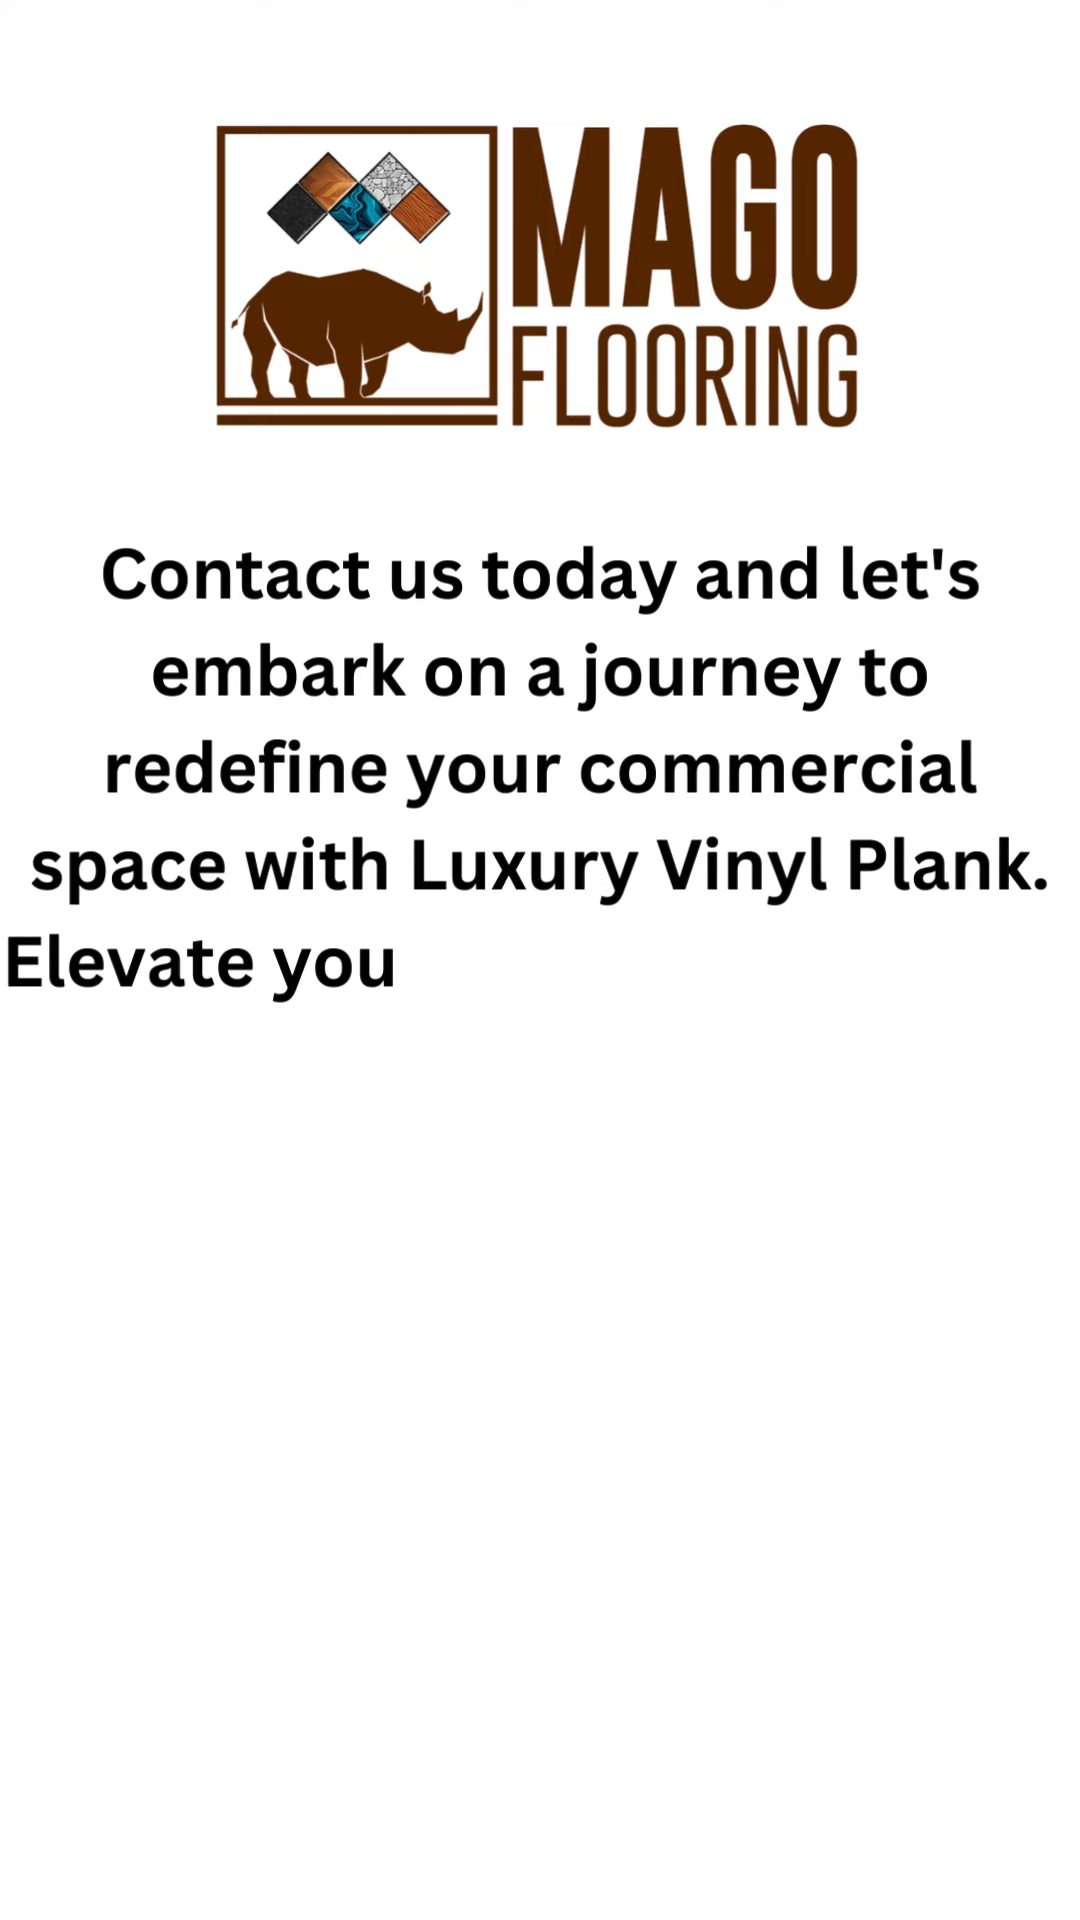 MAGO
FLOORING
Contact us today and let's
embark on a journey to
redefine your commercial
space with Luxury Vinyl Plank.
Elevate you